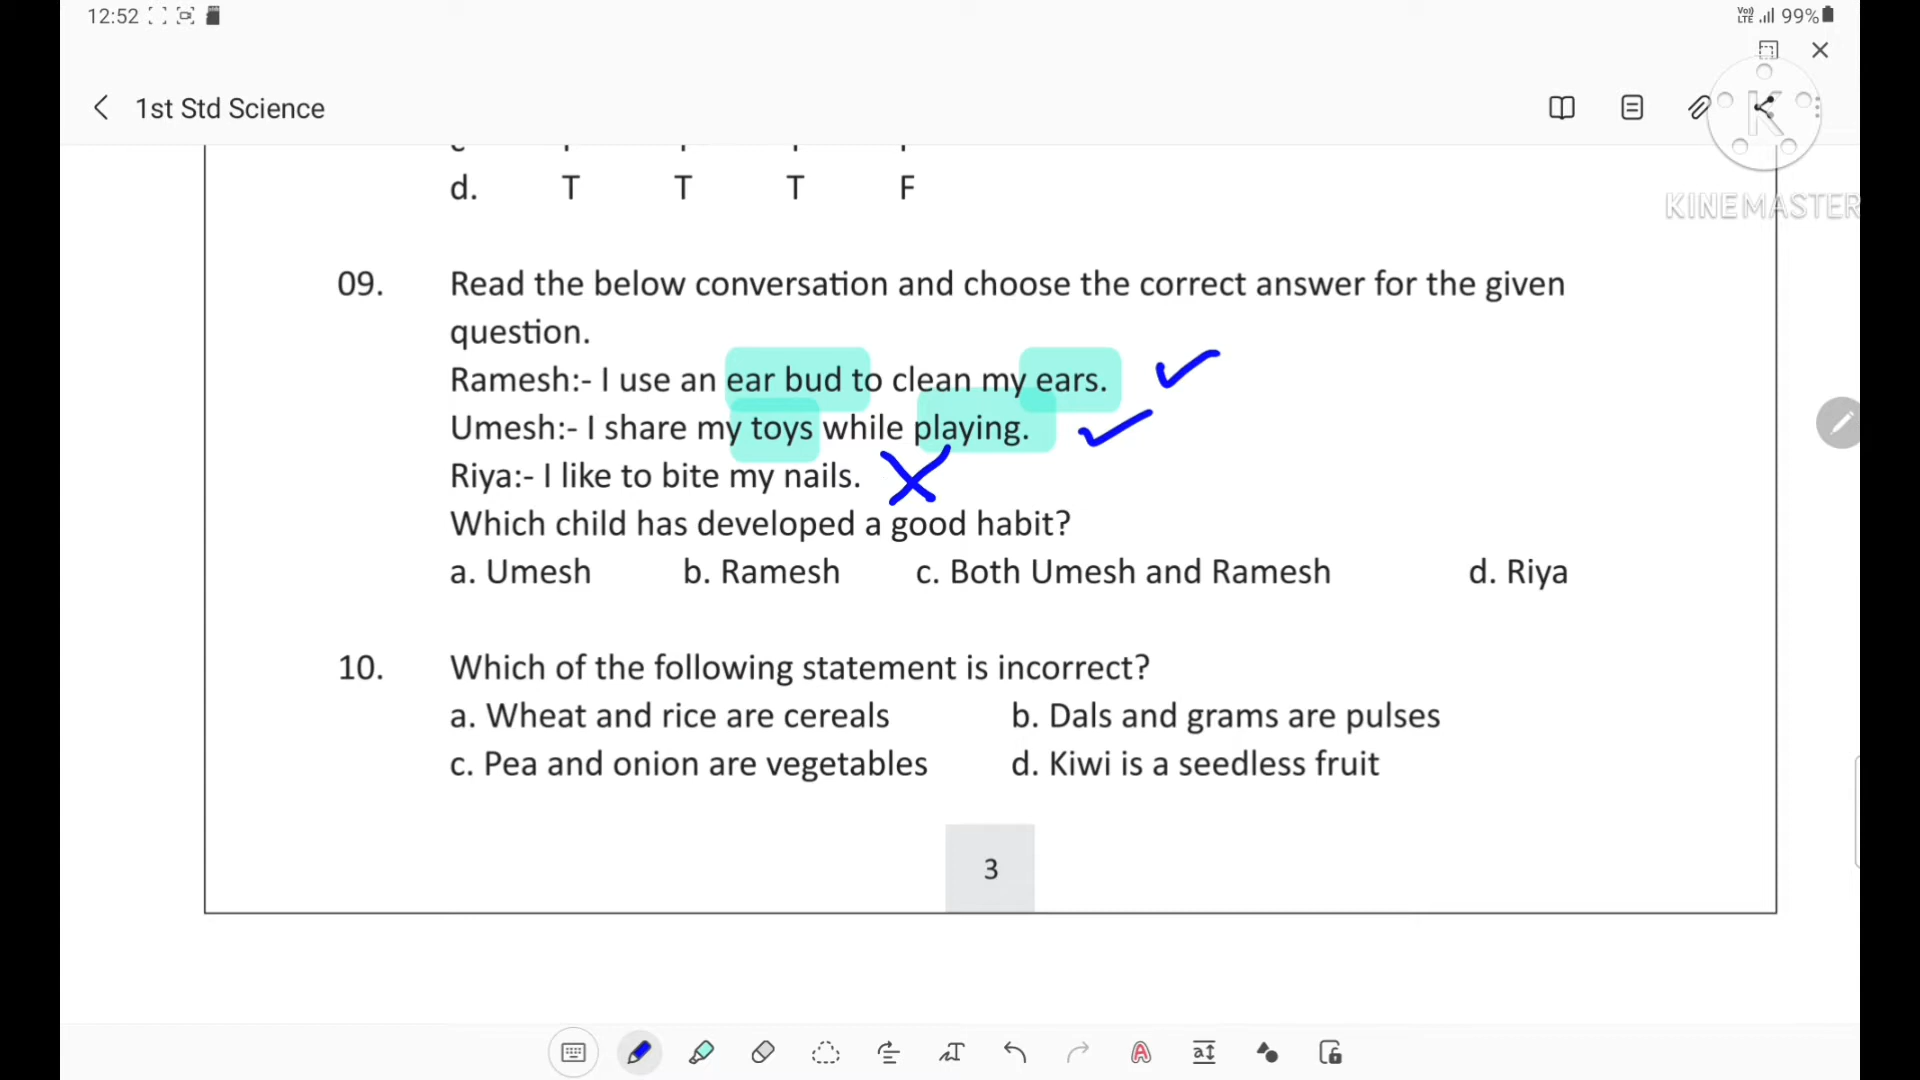 12:52
Vo)) LTE 99%
1st Std Science
K
KINEMASTER
d. T T T F
09. Read the below conversation and choose the correct answer for the given
question.
Ramesh:- I use an ear bud to clean my ears.
Umesh:- I share my toys while playing.
Riya:- I like to bite my nails.
Which child has developed a good habit?
a. Umesh b. Ramesh c. Both Umesh and Ramesh d. Riya
10. Which of the following statement is incorrect?
a. Wheat and rice are cereals b. Dals and grams are pulses
c. Pea and onion are vegetables d. Kiwi is a seedless fruit
3